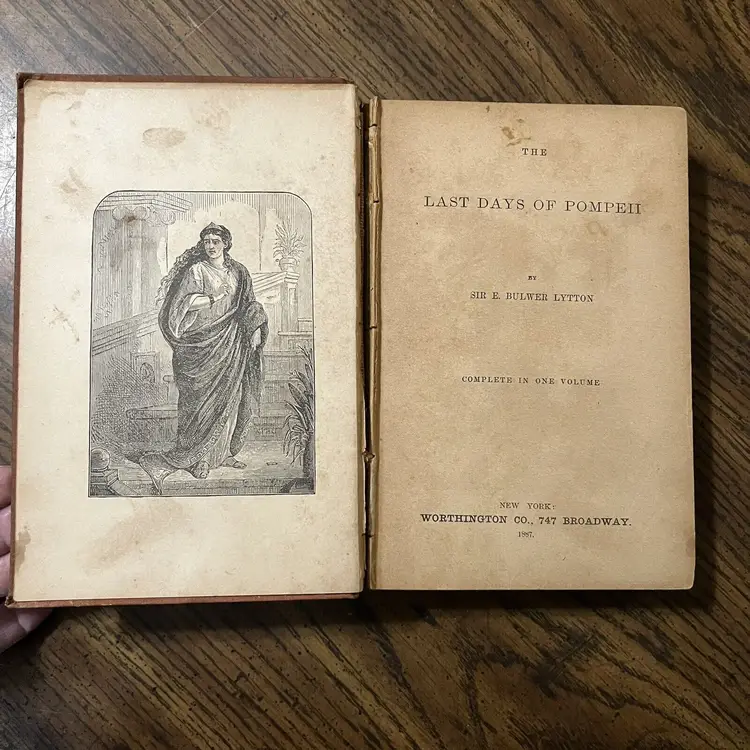 THE
LAST DAYS OF POMPEII
BY
SIR E. BULWER LYTTON
COMPLETE IN ONE VOLUME
NEW YORK:
WORTHINGTON CO., 747 BROADWAY.
1887.